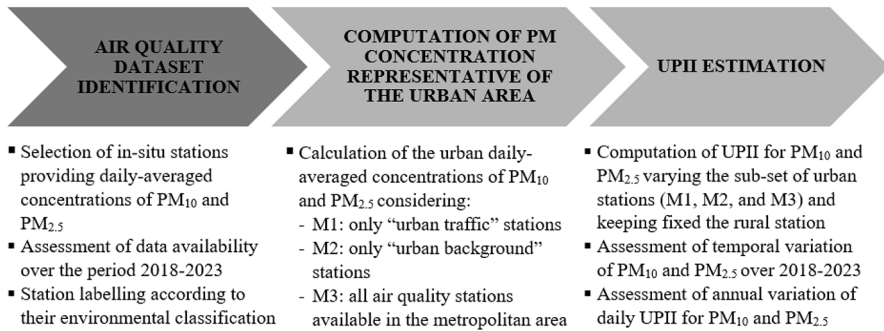 AIR QUALITY
DATASET
IDENTIFICATION
▪ Selection of in-situ stations
providing daily-averaged
concentrations of PM₁₀ and
PM₂.₅
▪ Assessment of data availability
over the period 2018-2023
▪ Station labelling according to
their environmental classification
COMPUTATION OF PM
CONCENTRATION
REPRESENTATIVE OF
THE URBAN AREA
▪ Calculation of the urban daily-
averaged concentrations of PM₁₀
and PM₂.₅ considering:
- M1: only “urban traffic” stations
- M2: only “urban background”
stations
- M3: all air quality stations
available in the metropolitan area
UPII ESTIMATION
▪ Computation of UPII for PM₁₀ and
PM₂.₅ varying the sub-set of urban
stations (M1, M2, and M3) and
keeping fixed the rural station
▪ Assessment of temporal variation
of PM₁₀ and PM₂.₅ over 2018-2023
▪ Assessment of annual variation of
daily UPII for PM₁₀ and PM₂.₅